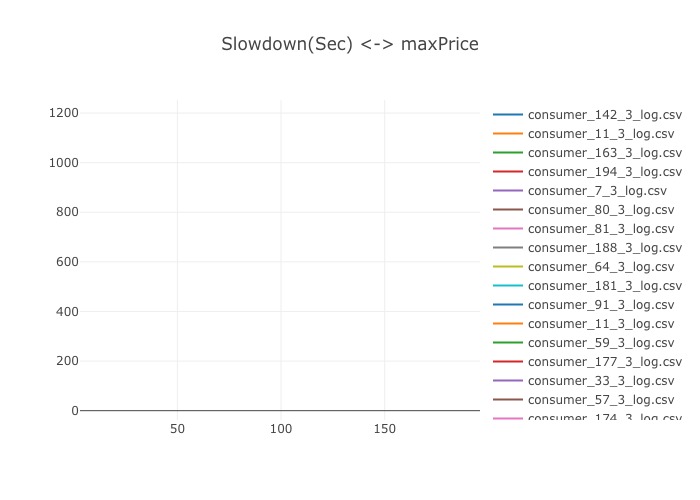 Slowdown(Sec) <-> maxPrice
1200
1000
800
600
400
200
0
50
100
150
consumer_142_3_log.csv
consumer_11_3_log.csv
consumer_163_3_log.csv
consumer_194_3_log.csv
consumer_7_3_log.csv
consumer_80_3_log.csv
consumer_81_3_log.csv
consumer_188_3_log.csv
consumer_64_3_log.csv
consumer_181_3_log.csv
consumer_91_3_log.csv
consumer_11_3_log.csv
consumer_59_3_log.csv
consumer_177_3_log.csv
consumer_33_3_log.csv
consumer_57_3_log.csv
consumer_174_3_log.csv